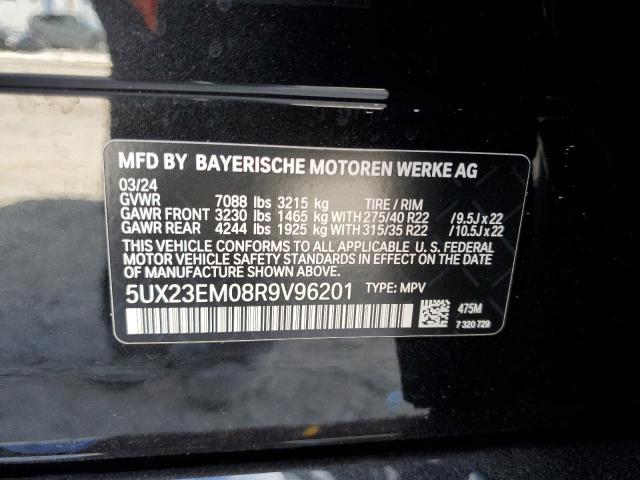 MFD BY BAYERISCHE MOTOREN WERKE AG
03/24
GVWR 7088 lbs 3215 kg TIRE / RIM
GAWR FRONT 3230 lbs 1465 kg WITH 275/40 R22 /9.5J x 22
GAWR REAR 4244 lbs 1925 kg WITH 315/35 R22 /10.5J x 22
THIS VEHICLE CONFORMS TO ALL APPLICABLE U. S. FEDERAL
MOTOR VEHICLE SAFETY STANDARDS IN EFFECT ON THE
DATE OF MANUFACTURE SHOWN ABOVE.
5UX23EM08R9V96201 TYPE: MPV
475M
7 320 729